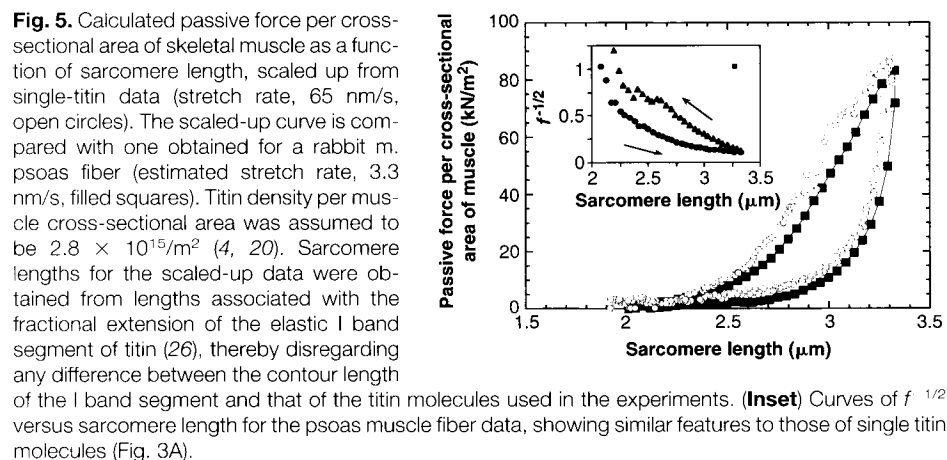 Fig. 5. Calculated passive force per cross-
sectional area of skeletal muscle as a func-
tion of sarcomere length, scaled up from
single-titin data (stretch rate, 65 nm/s,
open circles). The scaled-up curve is com-
pared with one obtained for a rabbit m.
psoas fiber (estimated stretch rate, 3.3
nm/s, filled squares). Titin density per mus-
cle cross-sectional area was assumed to
be 2.8 × 10¹⁵/m² (4, 20). Sarcomere
lengths for the scaled-up data were ob-
tained from lengths associated with the
fractional extension of the elastic I band
segment of titin (26), thereby disregarding
any difference between the contour length
of the I band segment and that of the titin molecules used in the experiments. (Inset) Curves of f⁻¹/²
versus sarcomere length for the psoas muscle fiber data, showing similar features to those of single titin
molecules (Fig. 3A).
Passive force per cross-sectional
area of muscle (kN/m²)
100
80
60
40
20
0
1.5
2
2.5
3
3.5
Sarcomere length (μm)
f⁻¹/²
1
0.5
0
2
2.5
3
3.5
Sarcomere length (μm)